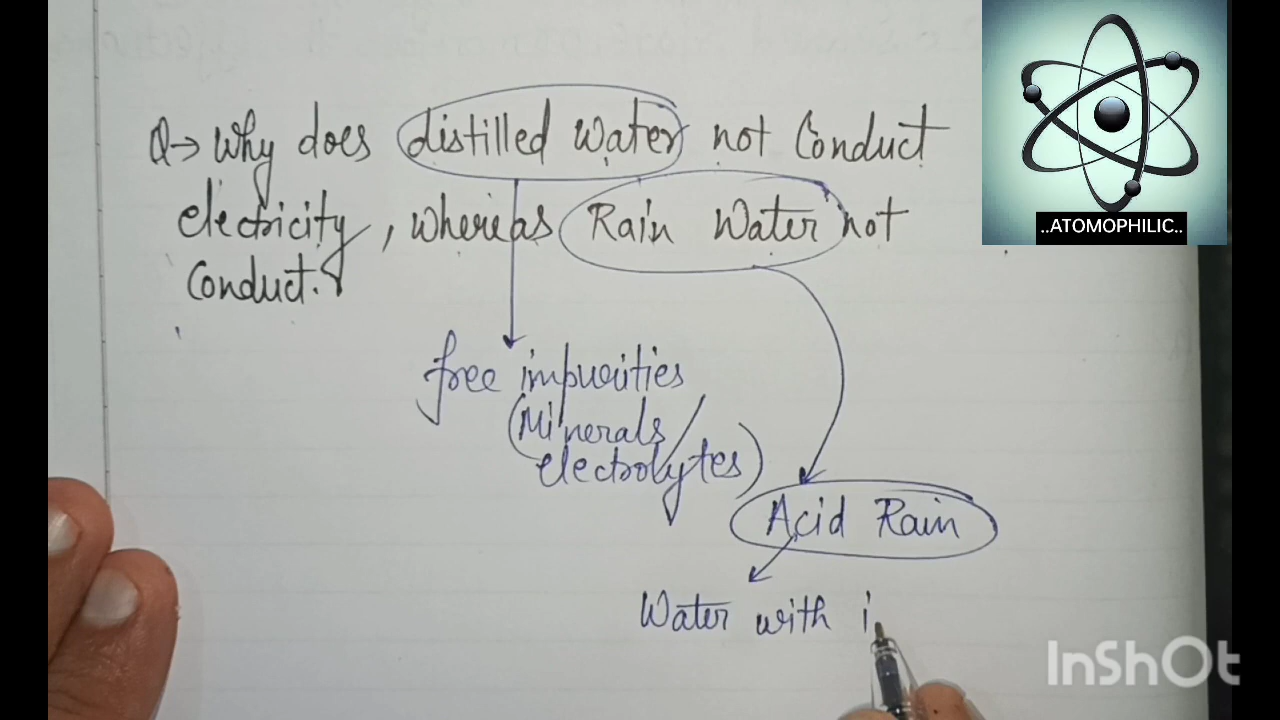 Q→ Why does distilled Water not Conduct
electricity, whereas Rain Water not
Conduct.?
free impurities
(Minerals/
electrolytes)
Acid Rain
Water with i
..ATOMOPHILIC..
InShOt